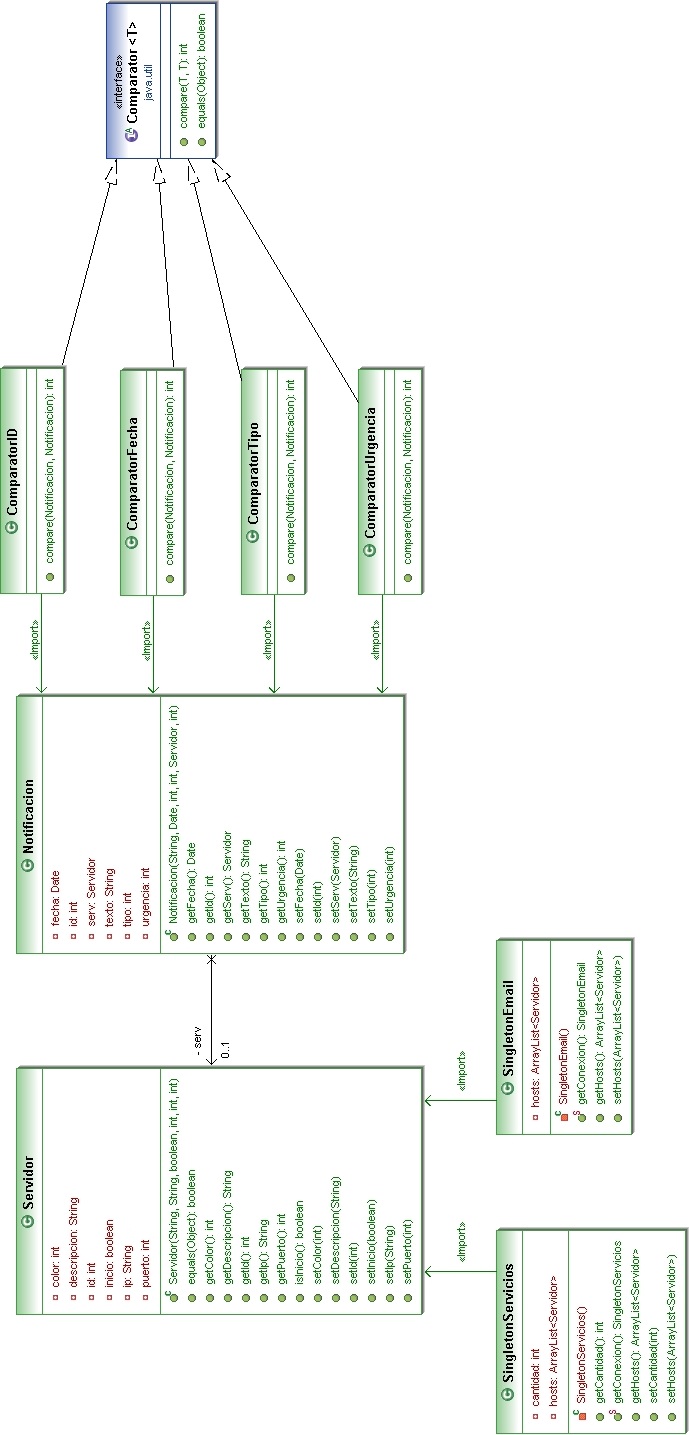 «interface»
Comparator <T>
java.util
compare(T, T): int
equals(Object): boolean
ComparatorID
compare(Notificacion, Notificacion): int
ComparatorFecha
compare(Notificacion, Notificacion): int
ComparatorTipo
compare(Notificacion, Notificacion): int
ComparatorUrgencia
compare(Notificacion, Notificacion): int
«Import»
«Import»
«Import»
«Import»
Notificacion
fecha: Date
id: int
serv: Servidor
texto: String
tipo: int
urgencia: int
Notificacion(String, Date, int, int, Servidor, int)
getFecha(): Date
getId(): int
getServ(): Servidor
getTexto(): String
getTipo(): int
getUrgencia(): int
setFecha(Date)
setId(int)
setServ(Servidor)
setTexto(String)
setTipo(int)
setUrgencia(int)
- serv
0..1
Servidor
color: int
descripcion: String
id: int
inicio: boolean
ip: String
puerto: int
Servidor(String, String, boolean, int, int, int)
equals(Object): boolean
getColor(): int
getDescripcion(): String
getId(): int
getIp(): String
getPuerto(): int
isInicio(): boolean
setColor(int)
setDescripcion(String)
setId(int)
setInicio(boolean)
setIp(String)
setPuerto(int)
«Import»
«Import»
SingletonEmail
hosts: ArrayList<Servidor>
SingletonEmail()
getConexion(): SingletonEmail
getHosts(): ArrayList<Servidor>
setHosts(ArrayList<Servidor>)
SingletonServicios
cantidad: int
hosts: ArrayList<Servidor>
SingletonServicios()
getCantidad(): int
getConexion(): SingletonServicios
getHosts(): ArrayList<Servidor>
setCantidad(int)
setHosts(ArrayList<Servidor>)